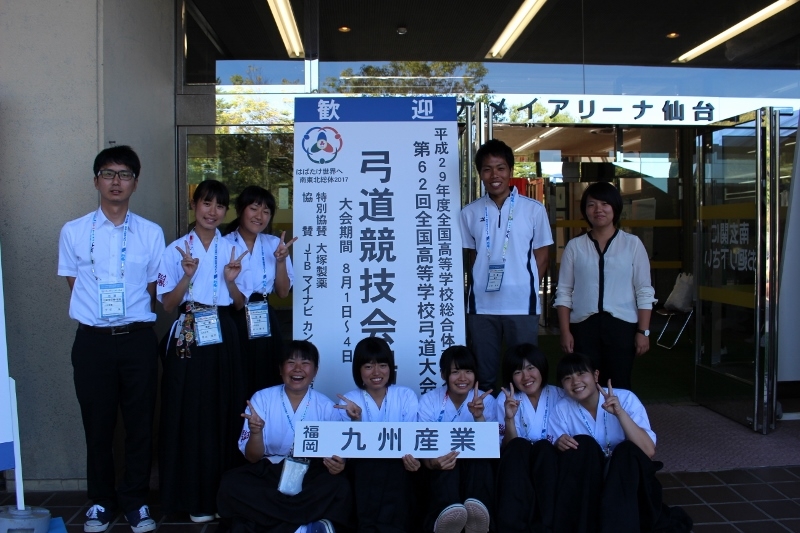 カメイアリーナ仙台
歓迎
平成29年度全国高等学校総合体
第62回全国高等学校弓道大会
弓道競技会
はばたけ世界へ
南東北総体2017
特別協賛 大塚製薬
協賛 JTB マイナビ カン
大会期間 8月1日～4日
福岡 九州産業